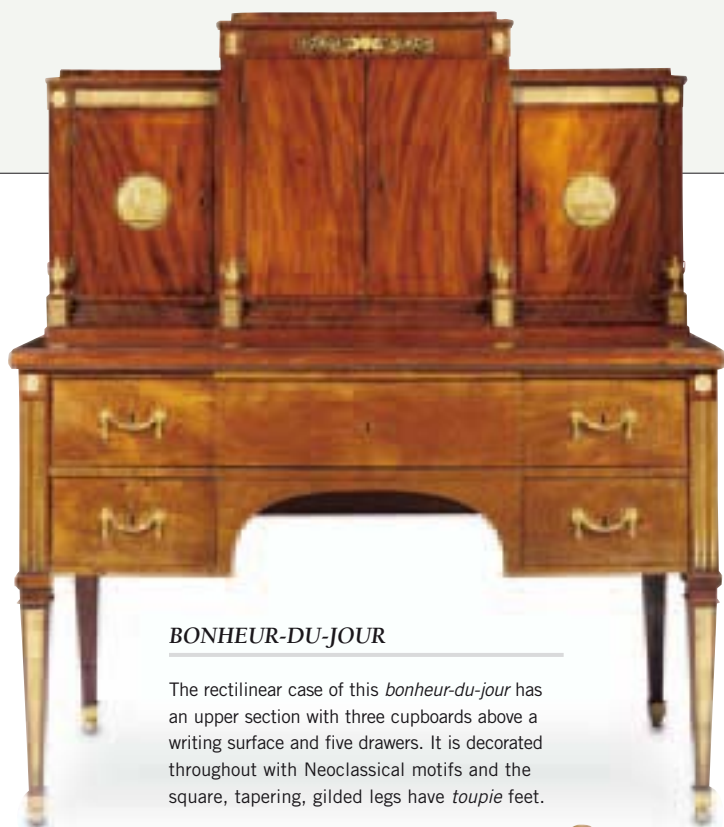 BONHEUR-DU-JOUR
The rectilinear case of this bonheur-du-jour has
an upper section with three cupboards above a
writing surface and five drawers. It is decorated
throughout with Neoclassical motifs and the
square, tapering, gilded legs have toupie feet.